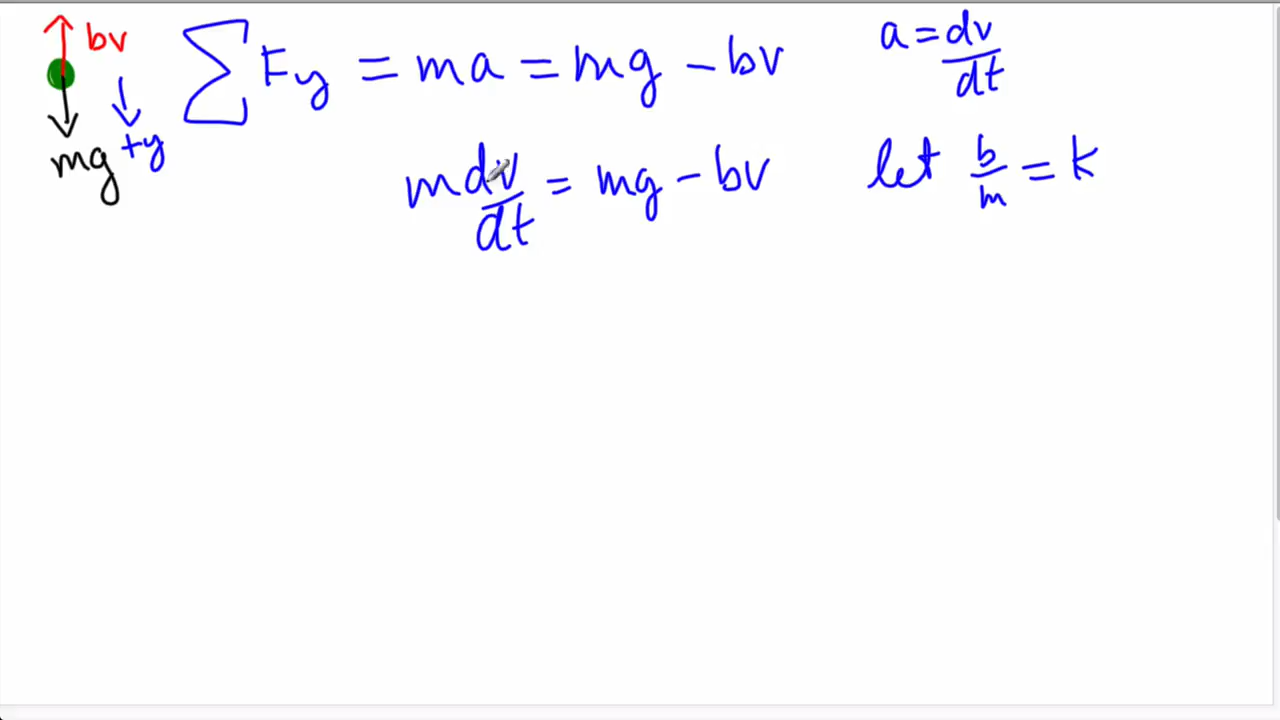 bv
mg
+y
∑Fy = ma = mg - bv
a = dv/dt
m dv/dt = mg - bv
let b/m = k